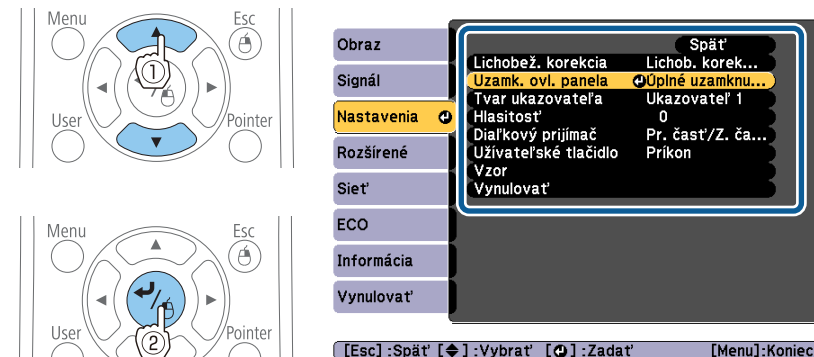 Menu
Esc
①
User
Pointer
Menu
Esc
User
Pointer
②
Obraz
Signál
Nastavenia
Rozšírené
Sieť
ECO
Informácia
Vynulovať
Späť
Lichobež. korekcia Lichob. korek...
Uzamk. ovl. panela Úplné uzamknu...
Tvar ukazovateľa Ukazovateľ 1
Hlasitosť 0
Diaľkový prijímač Pr. časť/Z. ča...
Užívateľské tlačidlo Príkon
Vzor
Vynulovať
[Esc] :Späť [◆] :Vybrať [⏎] :Zadať [Menu]:Koniec